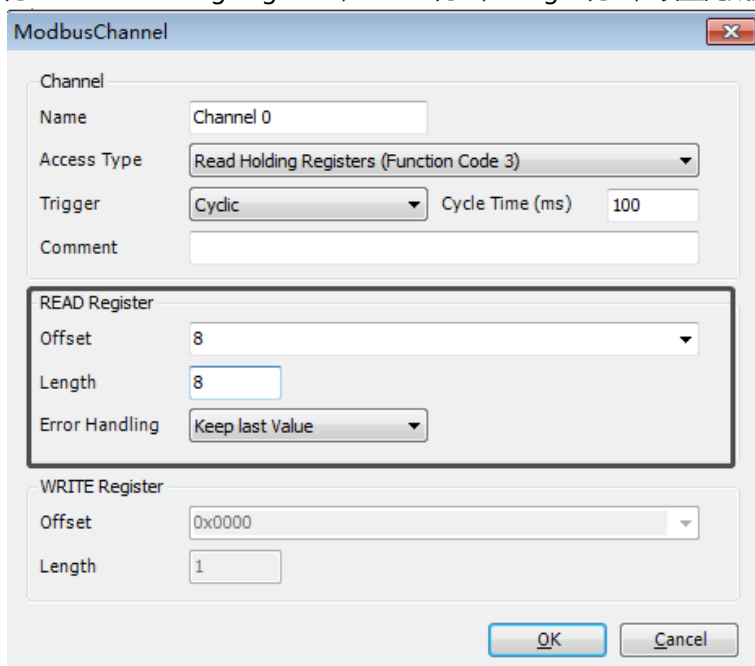 ModbusChannel
Channel
Name Channel 0
Access Type Read Holding Registers (Function Code 3)
Trigger Cyclic Cycle Time (ms) 100
Comment
READ Register
Offset 8
Length 8
Error Handling Keep last Value
WRITE Register
Offset 0x0000
Length 1
OK Cancel